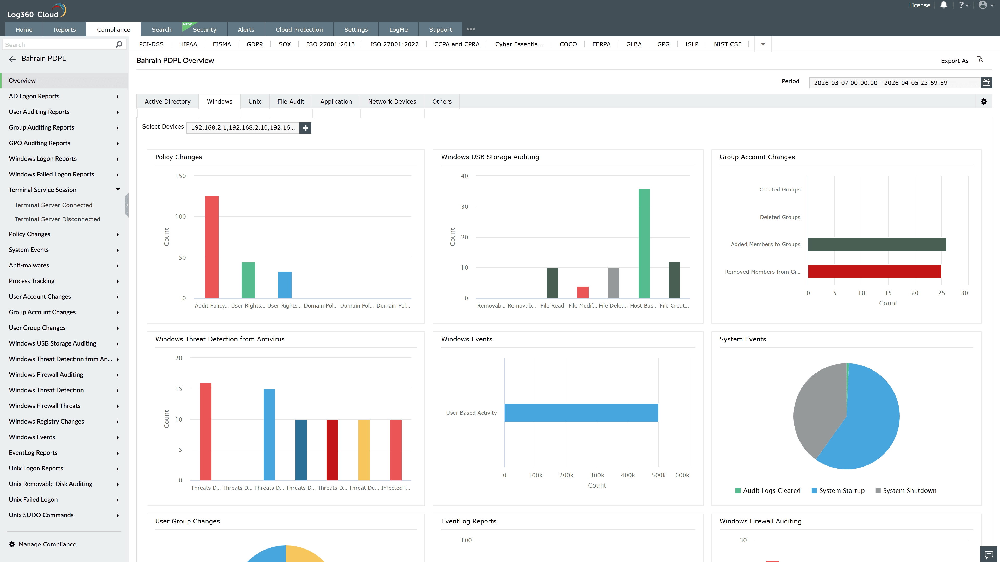 Log360 Cloud
License
?
Home
Reports
Compliance
Search
NEW
Security
Alerts
Cloud Protection
Settings
LogMe
Support
Search
PCI-DSS
HIPAA
FISMA
GDPR
SOX
ISO 27001:2013
ISO 27001:2022
CCPA and CPRA
Cyber Essentia...
COCO
FERPA
GLBA
GPG
ISLP
NIST CSF
Bahrain PDPL
Overview
AD Logon Reports
User Auditing Reports
Group Auditing Reports
GPO Auditing Reports
Windows Logon Reports
Windows Failed Logon Reports
Terminal Service Session
Terminal Server Connected
Terminal Server Disconnected
Policy Changes
System Events
Anti-malwares
Process Tracking
User Account Changes
Group Account Changes
User Group Changes
Windows USB Storage Auditing
Windows Threat Detection from An...
Windows Firewall Auditing
Windows Threat Detection
Windows Firewall Threats
Windows Registry Changes
Windows Events
EventLog Reports
Unix Logon Reports
Unix Removable Disk Auditing
Unix Failed Logon
Unix SUDO Commands
Manage Compliance
Bahrain PDPL Overview
Export As
Period
2026-03-07 00:00:00 - 2026-04-05 23:59:59
Active Directory
Windows
Unix
File Audit
Application
Network Devices
Others
Select Devices
192.168.2.1,192.168.2.10,192.16...
Policy Changes
150
100
50
0
Count
Audit Policy...
User Rights...
User Rights...
Domain Pol...
Domain Pol...
Domain Pol...
Windows USB Storage Auditing
40
30
20
10
0
Count
Removab...
Removab...
File Read
File Modif...
File Delet...
Host Bas...
File Creat...
Group Account Changes
Created Groups
Deleted Groups
Added Members to Groups
Removed Members from Gr...
0
5
10
15
20
25
30
Count
Windows Threat Detection from Antivirus
20
15
10
5
0
Count
Threats D...
Threats D...
Threats D...
Threats D...
Threats D...
Threat De...
Infected f...
Windows Events
User Based Activity
0
100k
200k
300k
400k
500k
600k
Count
System Events
Audit Logs Cleared
System Startup
System Shutdown
User Group Changes
EventLog Reports
100
Windows Firewall Auditing
30